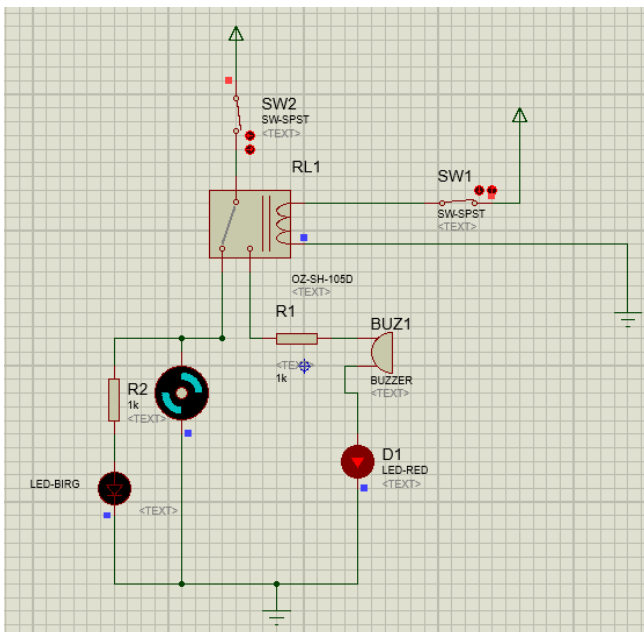 SW2
SW-SPST
<TEXT>
RL1
SW1
SW-SPST
<TEXT>
OZ-SH-105D
<TEXT>
R1
BUZ1
<TEXT>
1k
BUZZER
<TEXT>
R2
1k
<TEXT>
D1
LED-RED
<TEXT>
LED-BIRG
<TEXT>